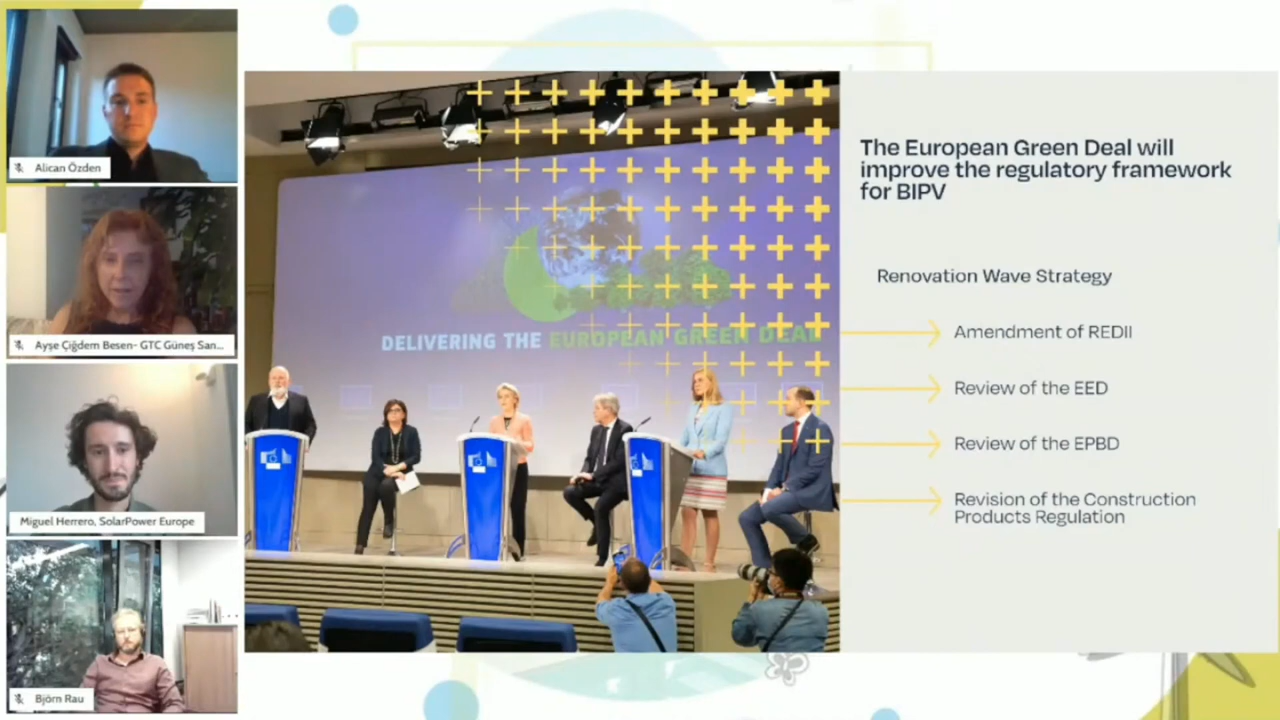 Alican Özden
Ayşe Çiğdem Besen- GTC Güneş San...
Miguel Herrero, SolarPower Europe
Björn Rau
DELIVERING THE EUROPEAN GREEN DEAL
The European Green Deal will
improve the regulatory framework
for BIPV
Renovation Wave Strategy
Amendment of REDII
Review of the EED
Review of the EPBD
Revision of the Construction
Products Regulation